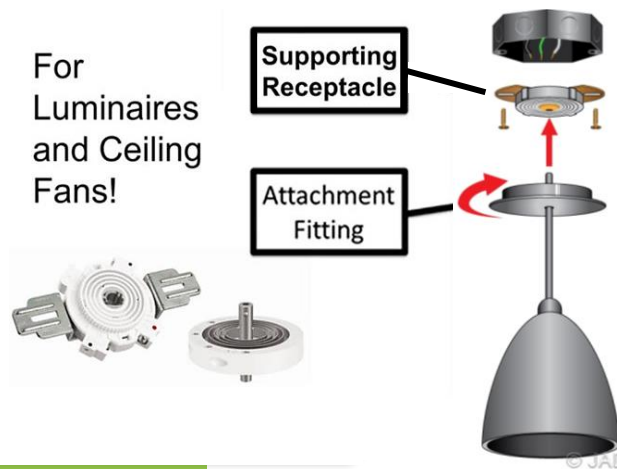 For
Luminaires
and Ceiling
Fans!
Supporting
Receptacle
Attachment
Fitting